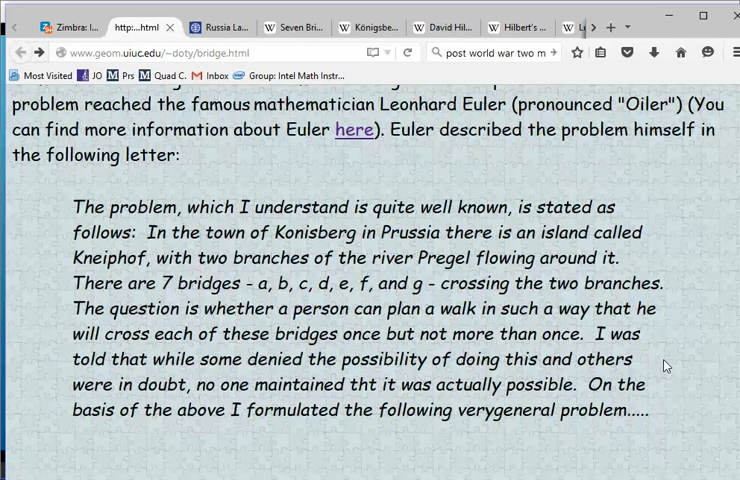 Zimbra: I...
http:...html
Russia La...
Seven Bri...
Königsbe...
David Hil...
Hilbert's ...
www.geom.uiuc.edu/~doty/bridge.html
post world war two m
Most Visited JO Prs Quad C. Inbox Group: Intel Math Instr...
problem reached the famous mathematician Leonhard Euler (pronounced "Oiler") (You
can find more information about Euler here). Euler described the problem himself in
the following letter:
The problem, which I understand is quite well known, is stated as
follows: In the town of Konisberg in Prussia there is an island called
Kneiphof, with two branches of the river Pregel flowing around it.
There are 7 bridges - a, b, c, d, e, f, and g - crossing the two branches.
The question is whether a person can plan a walk in such a way that he
will cross each of these bridges once but not more than once. I was
told that while some denied the possibility of doing this and others
were in doubt, no one maintained tht it was actually possible. On the
basis of the above I formulated the following verygeneral problem.....